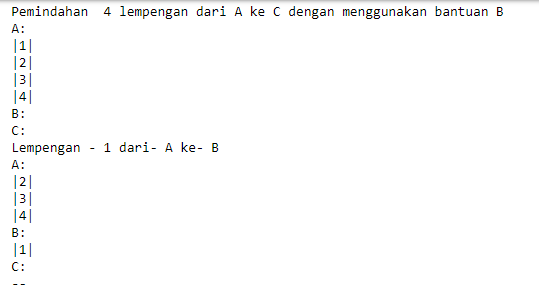 Pemindahan  4 lempengan dari A ke C dengan menggunakan bantuan B
A:
|1|
|2|
|3|
|4|
B:
C:
Lempengan - 1 dari- A ke- B
A:
|2|
|3|
|4|
B:
|1|
C:
--